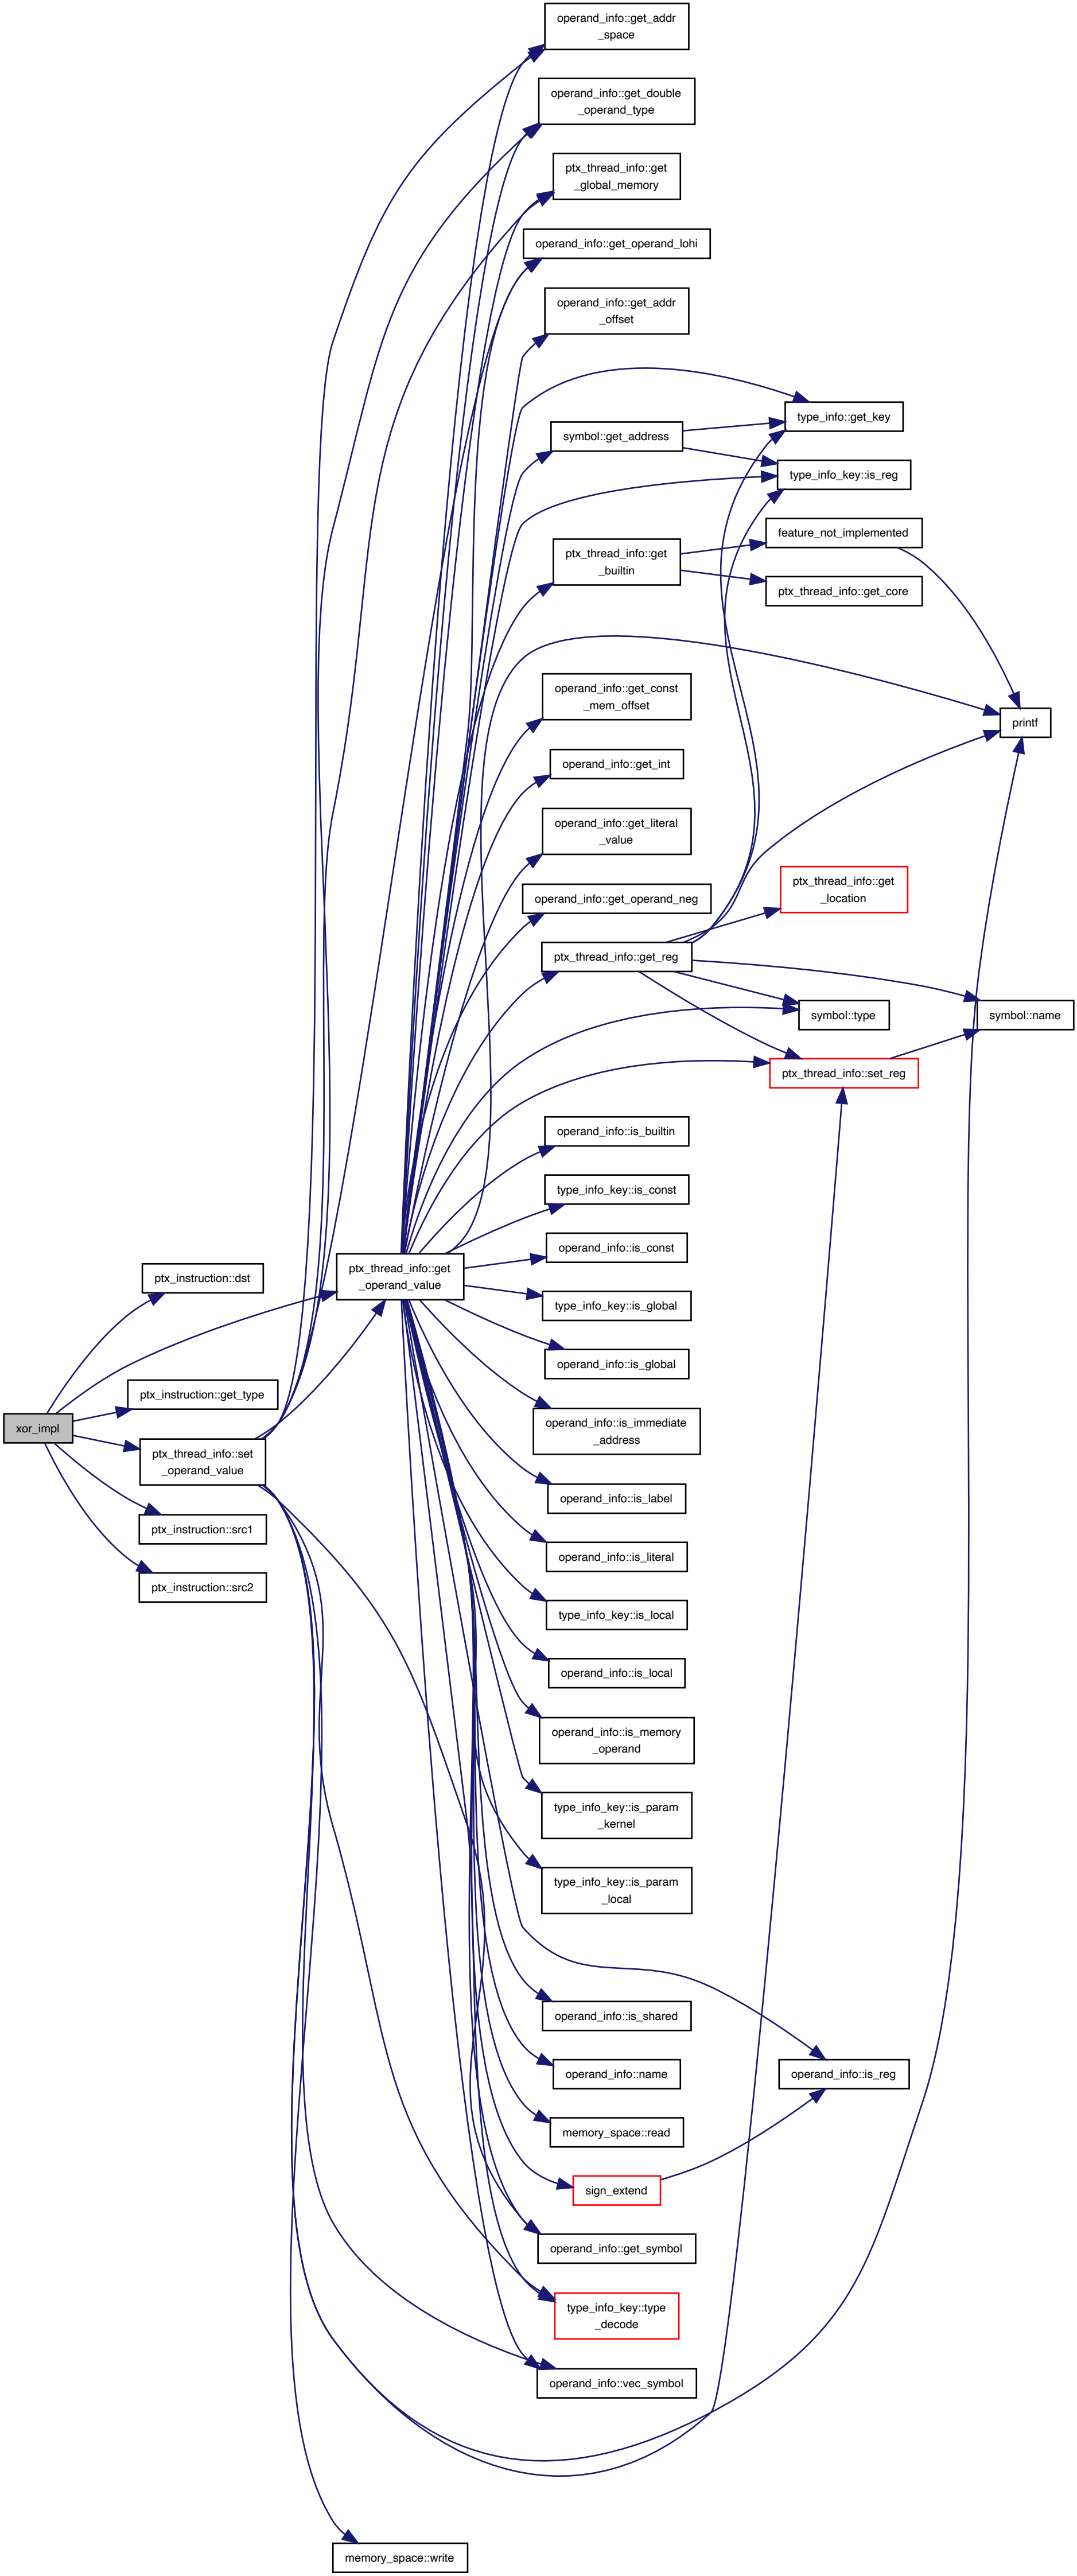 operand_info::get_addr
_space
operand_info::get_double
_operand_type
ptx_thread_info::get
_global_memory
operand_info::get_operand_lohi
operand_info::get_addr
_offset
type_info::get_key
symbol::get_address
type_info_key::is_reg
feature_not_implemented
ptx_thread_info::get
_builtin
ptx_thread_info::get_core
operand_info::get_const
_mem_offset
printf
operand_info::get_int
operand_info::get_literal
_value
ptx_thread_info::get
_location
operand_info::get_operand_neg
ptx_thread_info::get_reg
symbol::type
symbol::name
ptx_thread_info::set_reg
operand_info::is_builtin
type_info_key::is_const
operand_info::is_const
ptx_thread_info::get
_operand_value
ptx_instruction::dst
type_info_key::is_global
operand_info::is_global
ptx_instruction::get_type
xor_impl
operand_info::is_immediate
_address
ptx_thread_info::set
_operand_value
operand_info::is_label
ptx_instruction::src1
operand_info::is_literal
ptx_instruction::src2
type_info_key::is_local
operand_info::is_local
operand_info::is_memory
_operand
type_info_key::is_param
_kernel
type_info_key::is_param
_local
operand_info::is_shared
operand_info::name
operand_info::is_reg
memory_space::read
sign_extend
operand_info::get_symbol
type_info_key::type
_decode
operand_info::vec_symbol
memory_space::write